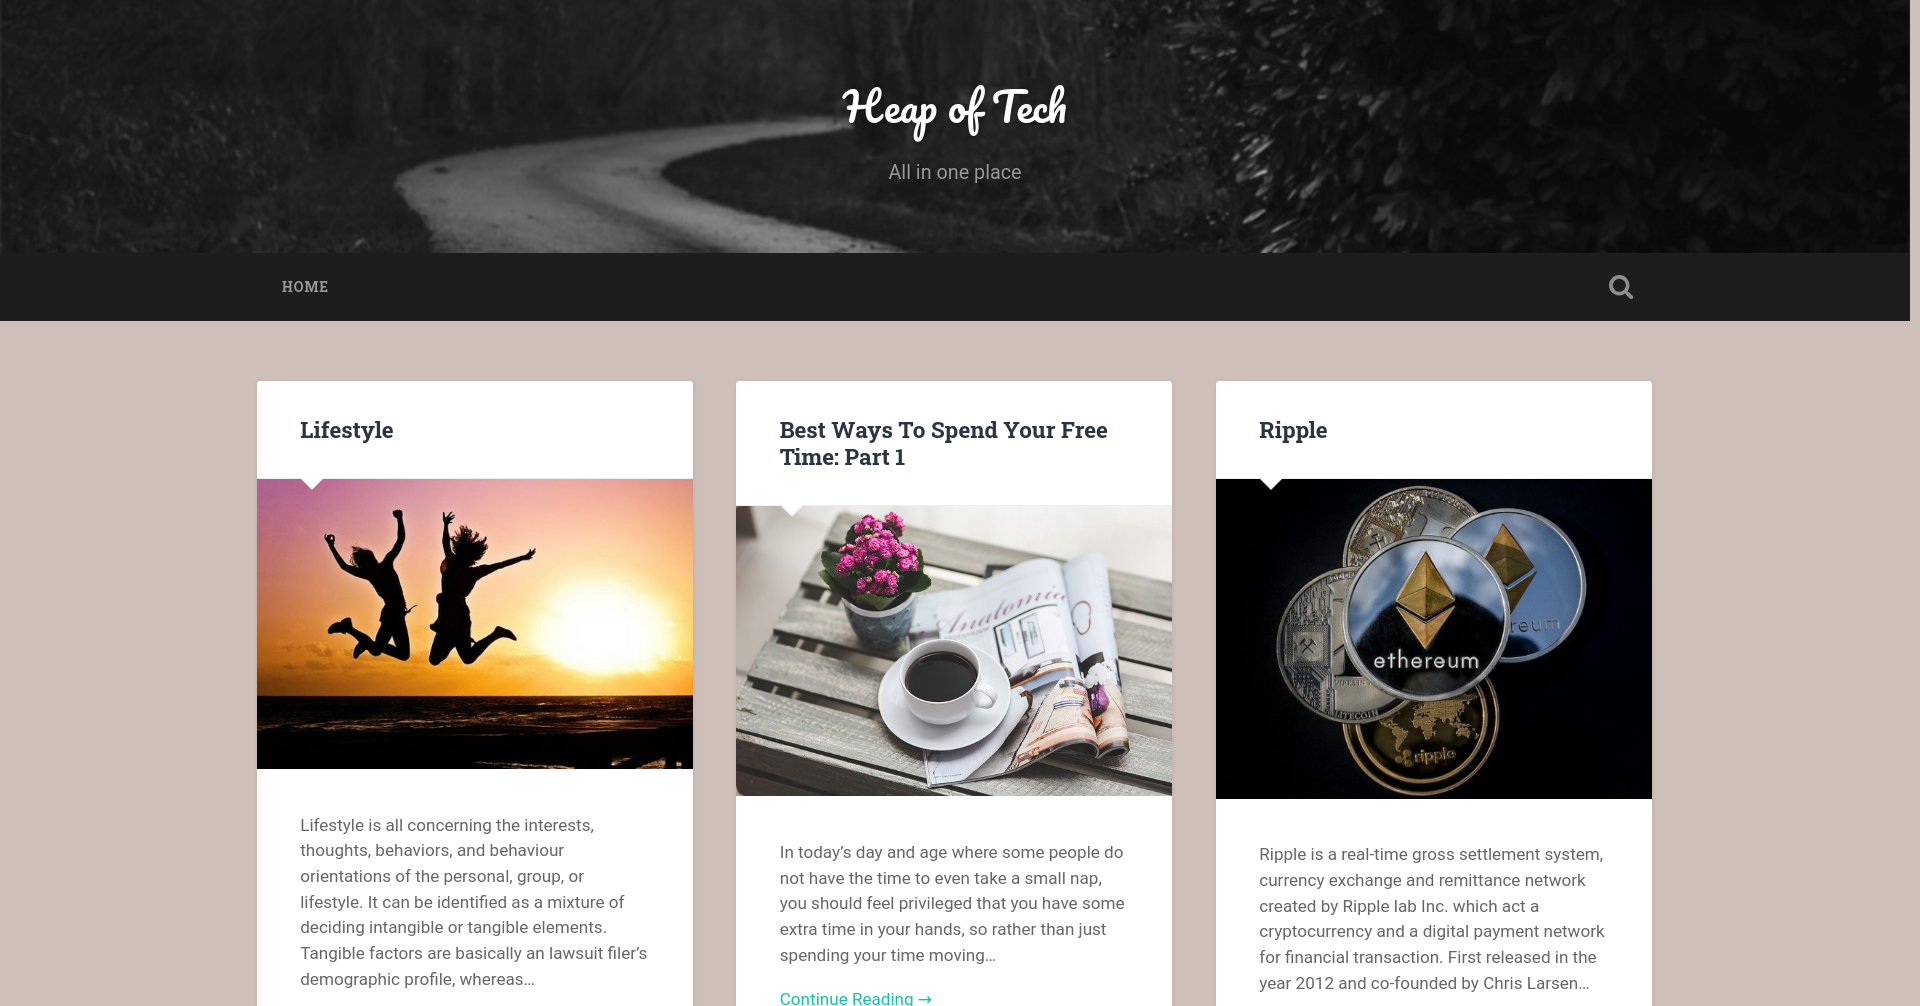 Heap of Tech
All in one place
HOME
Lifestyle
Lifestyle is all concerning the interests,
thoughts, behaviors, and behaviour
orientations of the personal, group, or
lifestyle. It can be identified as a mixture of
deciding intangible or tangible elements.
Tangible factors are basically an lawsuit filer’s
demographic profile, whereas…
Best Ways To Spend Your Free
Time: Part 1
Anatomia
In today’s day and age where some people do
not have the time to even take a small nap,
you should feel privileged that you have some
extra time in your hands, so rather than just
spending your time moving…
Continue Reading →
Ripple
ethereum
reum
LITECOIN
ripple
Ripple is a real-time gross settlement system,
currency exchange and remittance network
created by Ripple lab Inc. which act a
cryptocurrency and a digital payment network
for financial transaction. First released in the
year 2012 and co-founded by Chris Larsen…